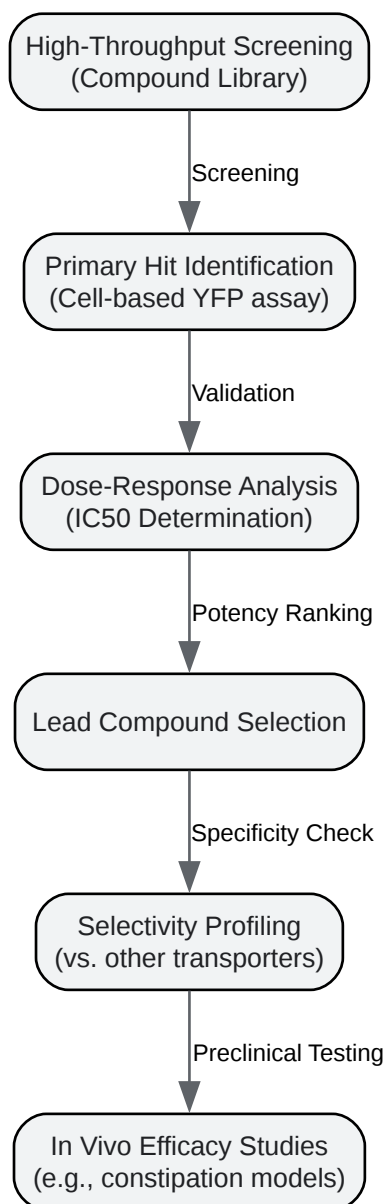 High-Throughput Screening
(Compound Library)
Screening
Primary Hit Identification
(Cell-based YFP assay)
Validation
Dose-Response Analysis
(IC50 Determination)
Potency Ranking
Lead Compound Selection
Specificity Check
Selectivity Profiling
(vs. other transporters)
Preclinical Testing
In Vivo Efficacy Studies
(e.g., constipation models)